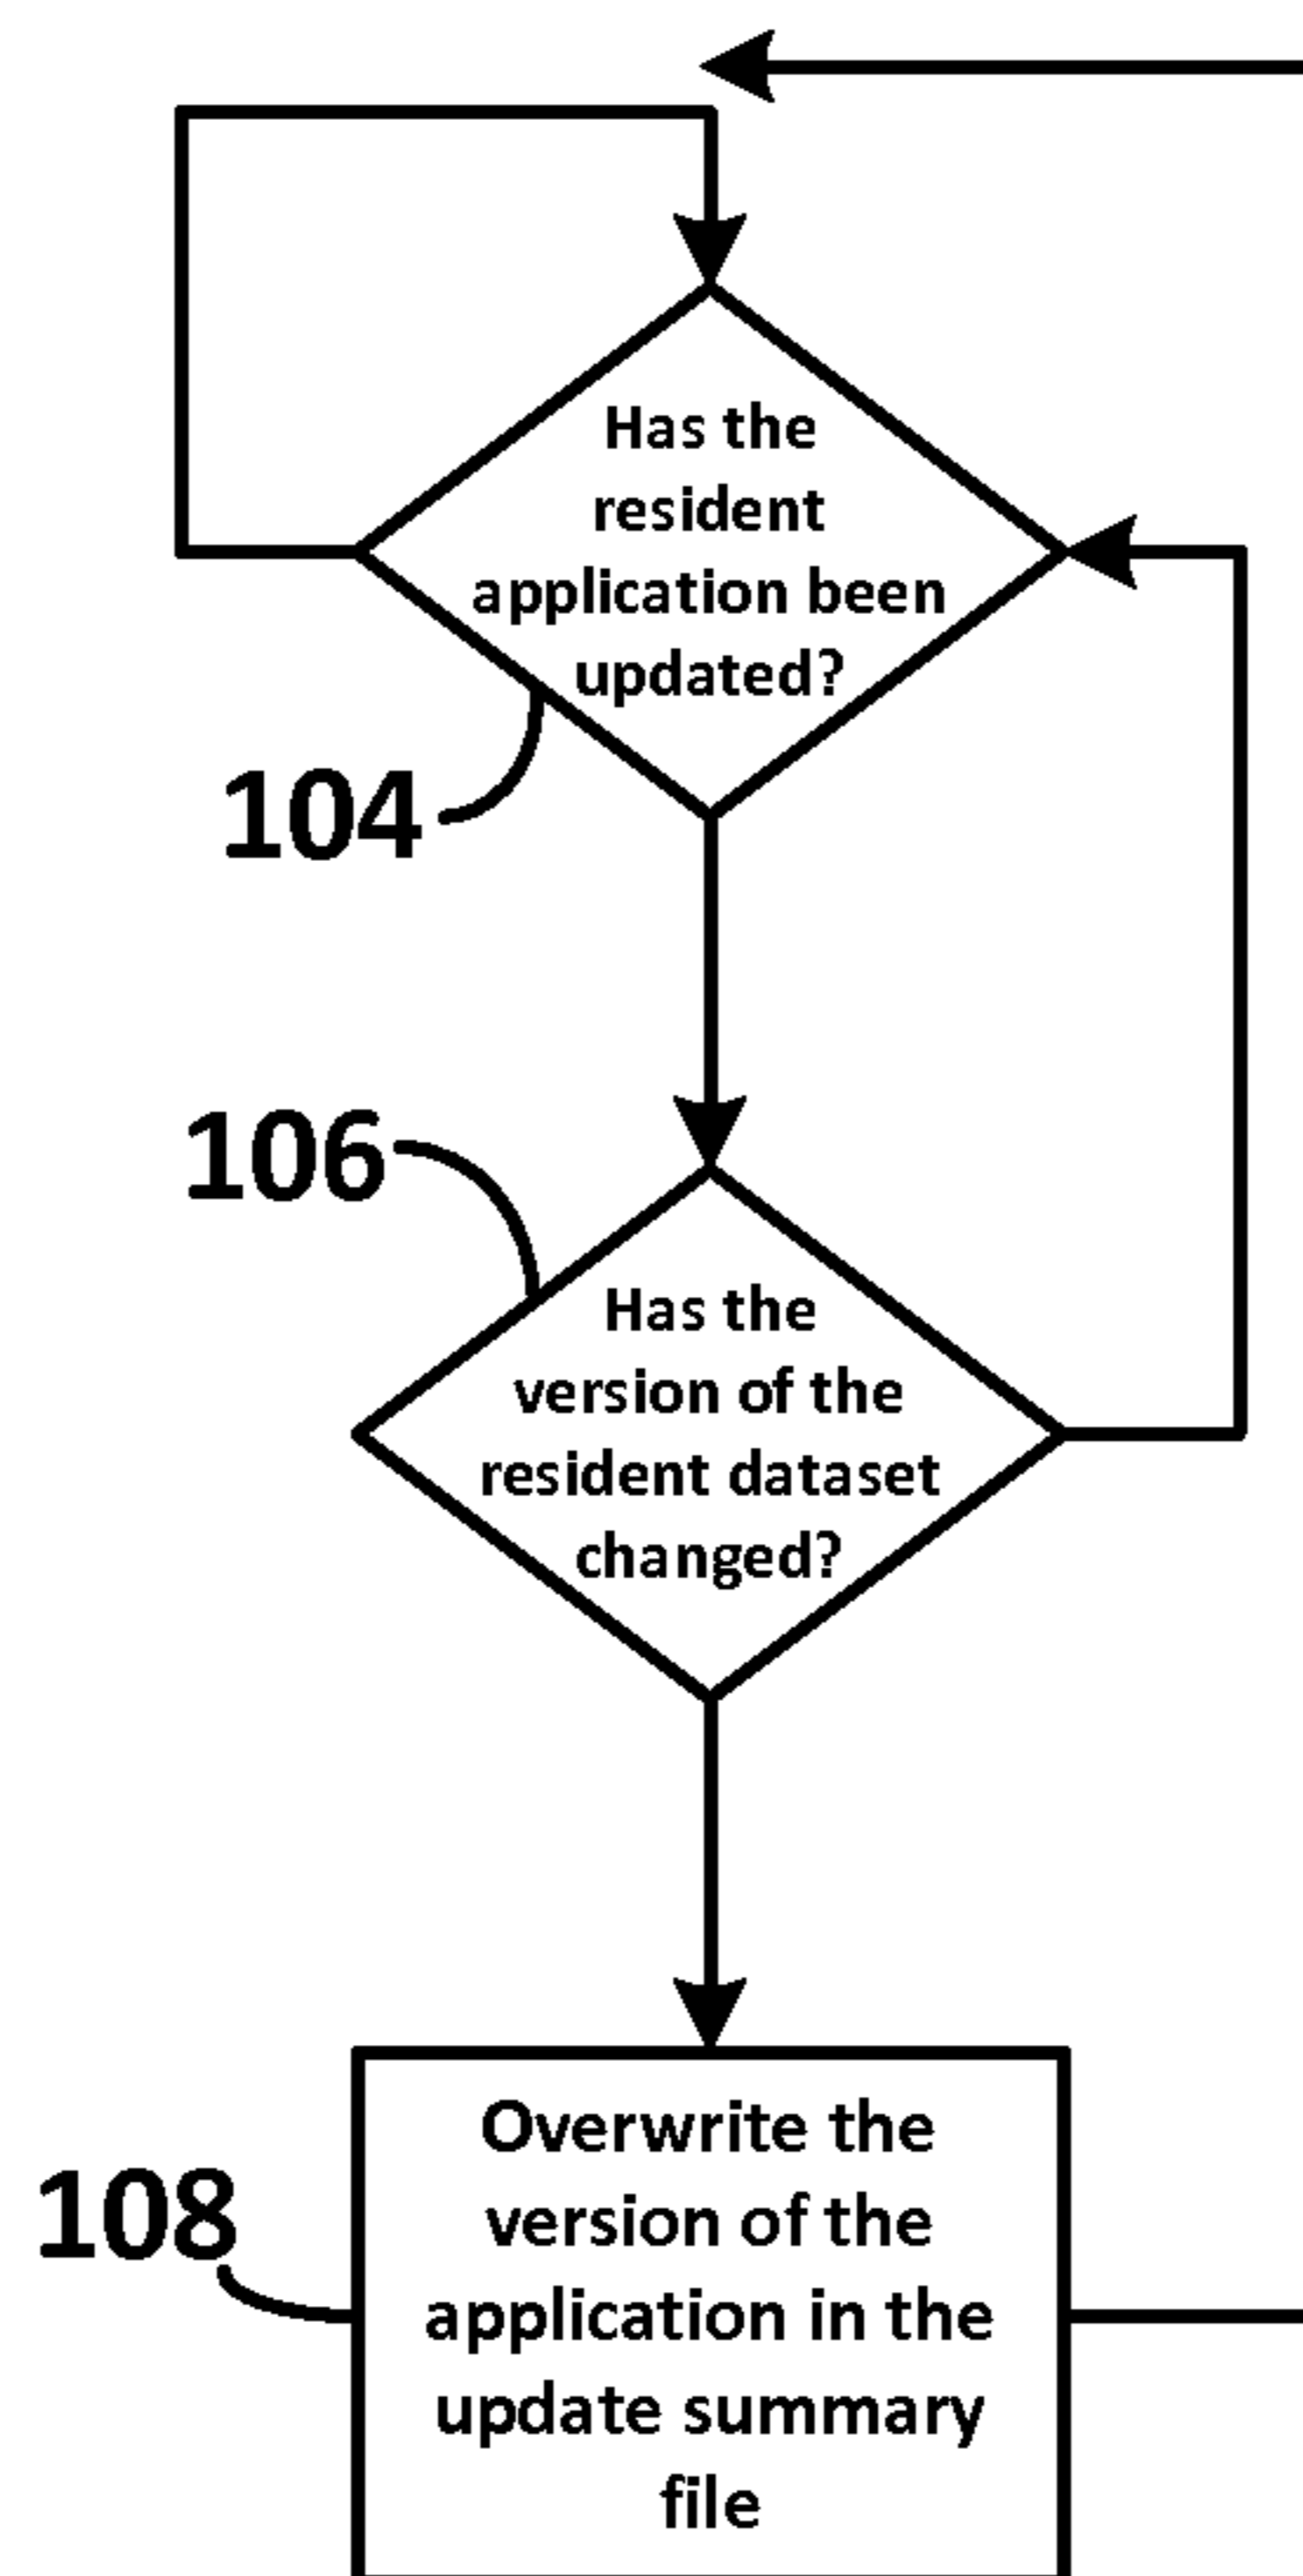 Has the
resident
application been
updated?
104
106
Has the
version of the
resident dataset
changed?
Overwrite the
version of the
108
application in the
update summary
file